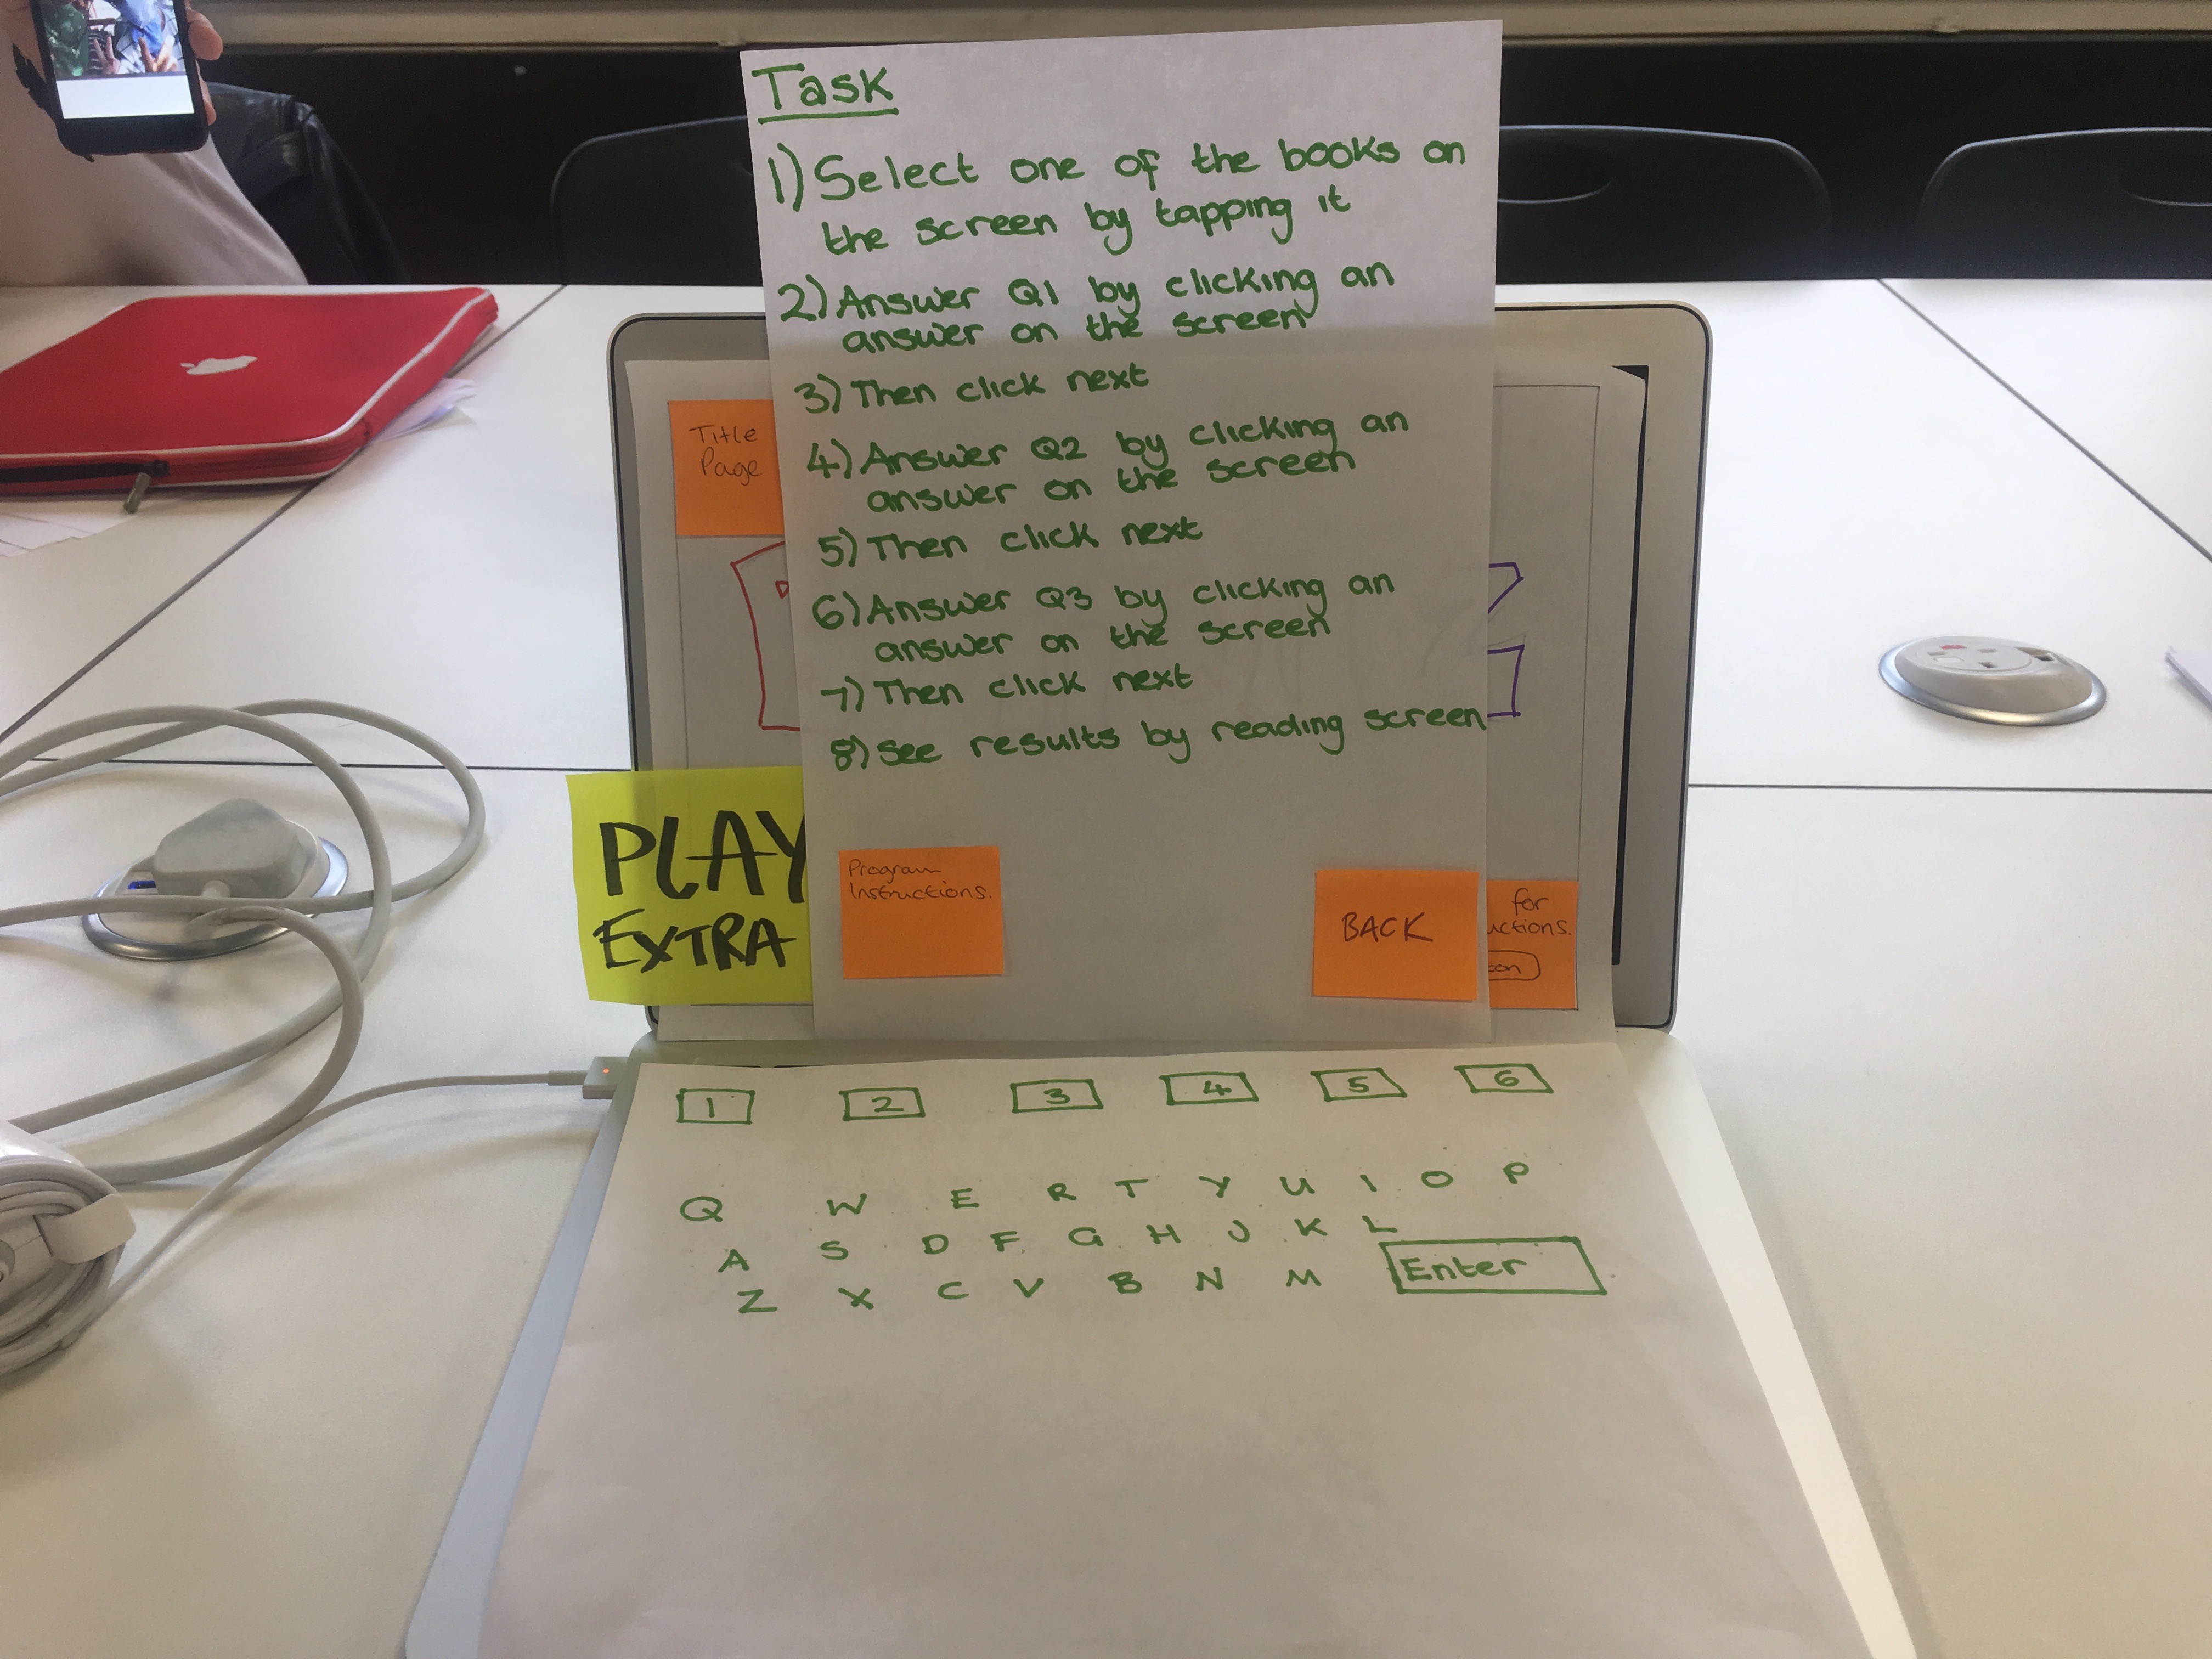 Task
1) Select one of the books on
the screen by tapping it
2) Answer Q1 by clicking an
answer on the screen
3) Then click next
4) Answer Q2 by clicking an
answer on the screen
5) Then click next
6) Answer Q3 by clicking an
answer on the screen
7) Then click next
8) See results by reading screen
Title
Page
PLAY
EXTRA
Program
Instructions.
BACK
for
uctions.
1 2 3 4 5 6
Q W E R T Y U I O P
A S D F G H J K L
Z X C V B N M Enter